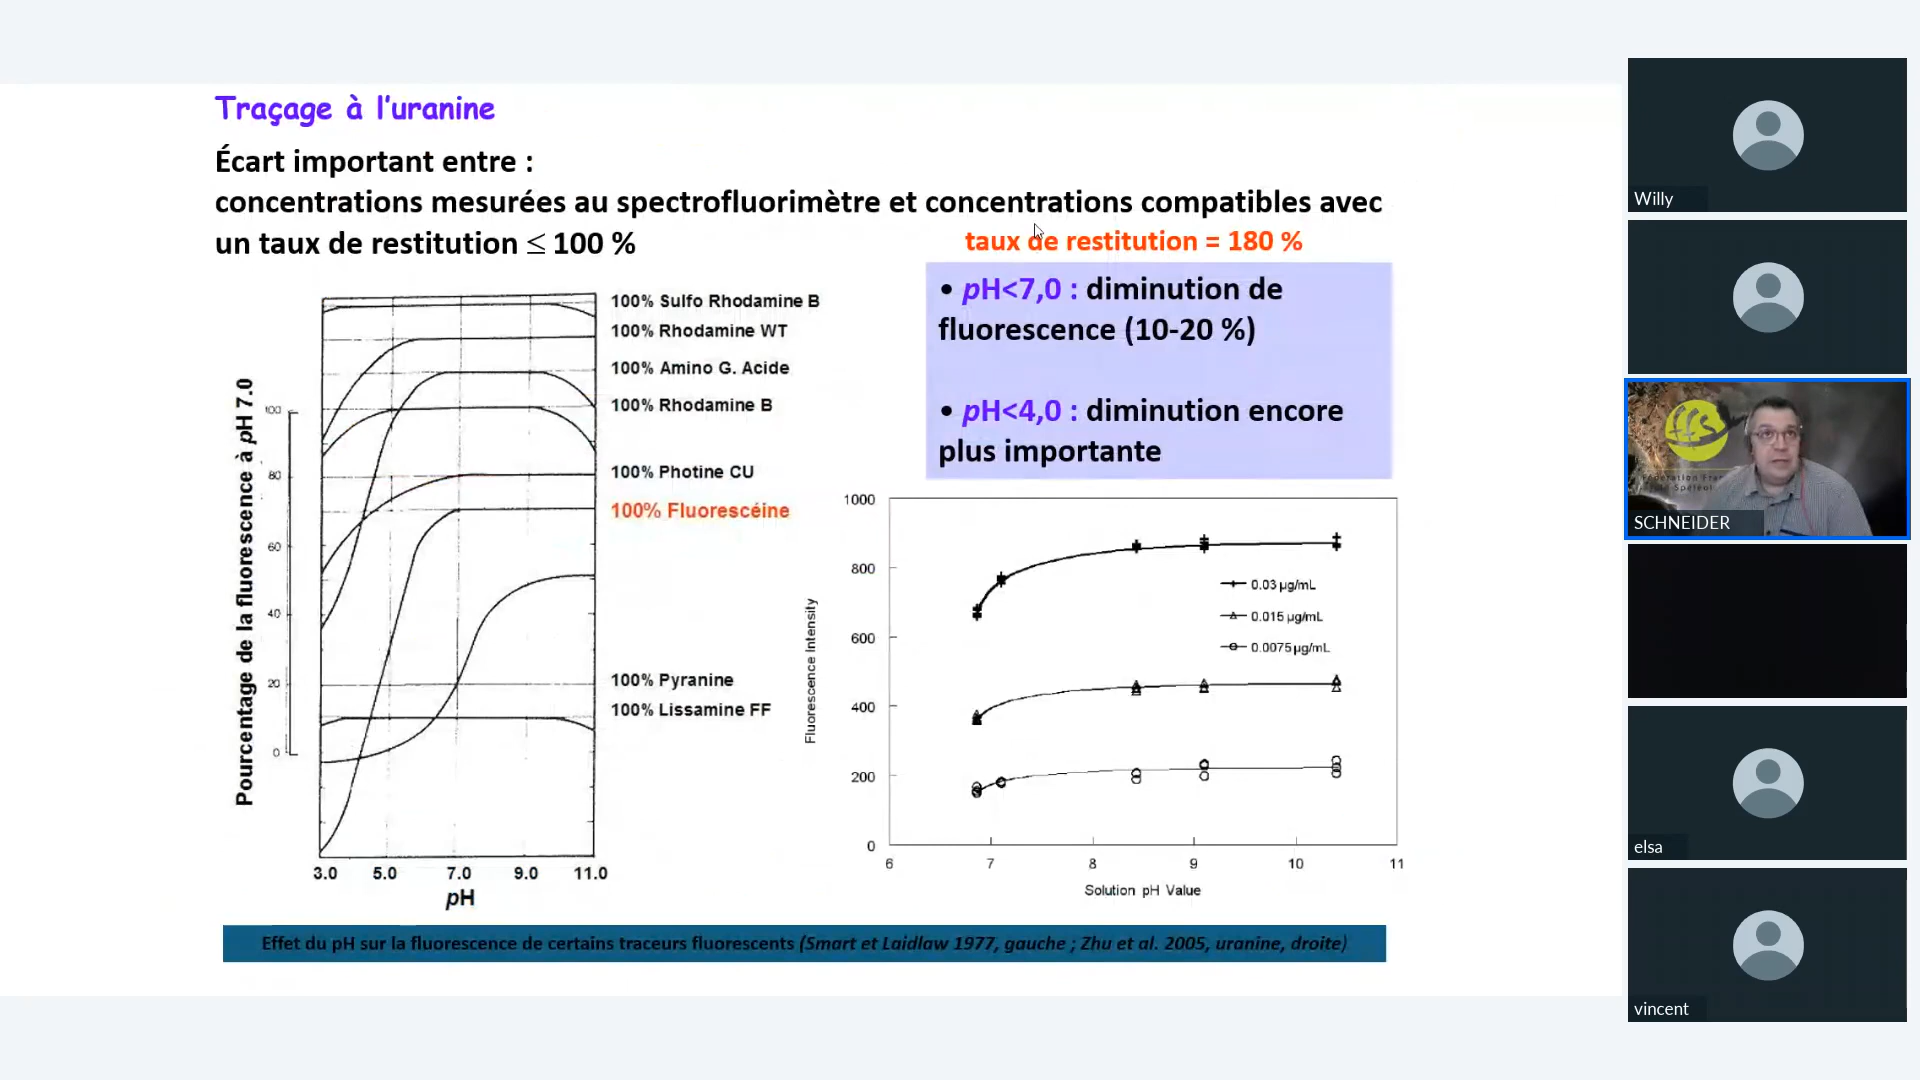 Traçage à l'uranine
Écart important entre :
concentrations mesurées au spectrofluorimètre et concentrations compatibles avec
un taux de restitution ≤ 100 %
taux de restitution = 180 %
• pH<7,0 : diminution de
fluorescence (10-20 %)
• pH<4,0 : diminution encore
plus importante
Pourcentage de la fluorescence à pH 7.0
100
80
60
40
20
0
100% Sulfo Rhodamine B
100% Rhodamine WT
100% Amino G. Acide
100% Rhodamine B
100% Photine CU
100% Fluorescéine
100% Pyranine
100% Lissamine FF
3.0 5.0 7.0 9.0 11.0
pH
Fluorescence Intensity
1000
800
600
400
200
0
0.03 µg/mL
0.015 µg/mL
0.0075 µg/mL
6 7 8 9 10 11
Solution pH Value
Effet du pH sur la fluorescence de certains traceurs fluorescents (Smart et Laidlaw 1977, gauche ; Zhu et al. 2005, uranine, droite)
Willy
SCHNEIDER
elsa
vincent